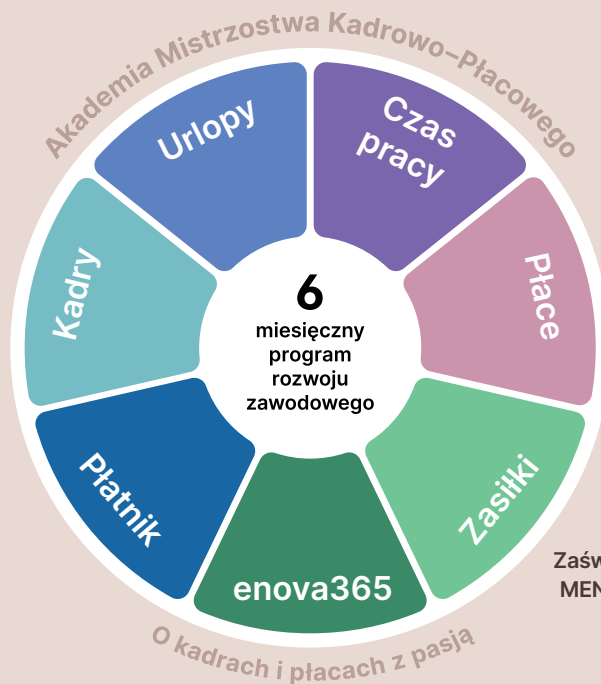 Akademia Mistrzostwa Kadrowo–Płacowego
Urlopy
Czas
pracy
Kadry
Płace
6
miesięczny
program
rozwoju
zawodowego
Płatnik
Zasiłki
enova365
O kadrach i płacach z pasją